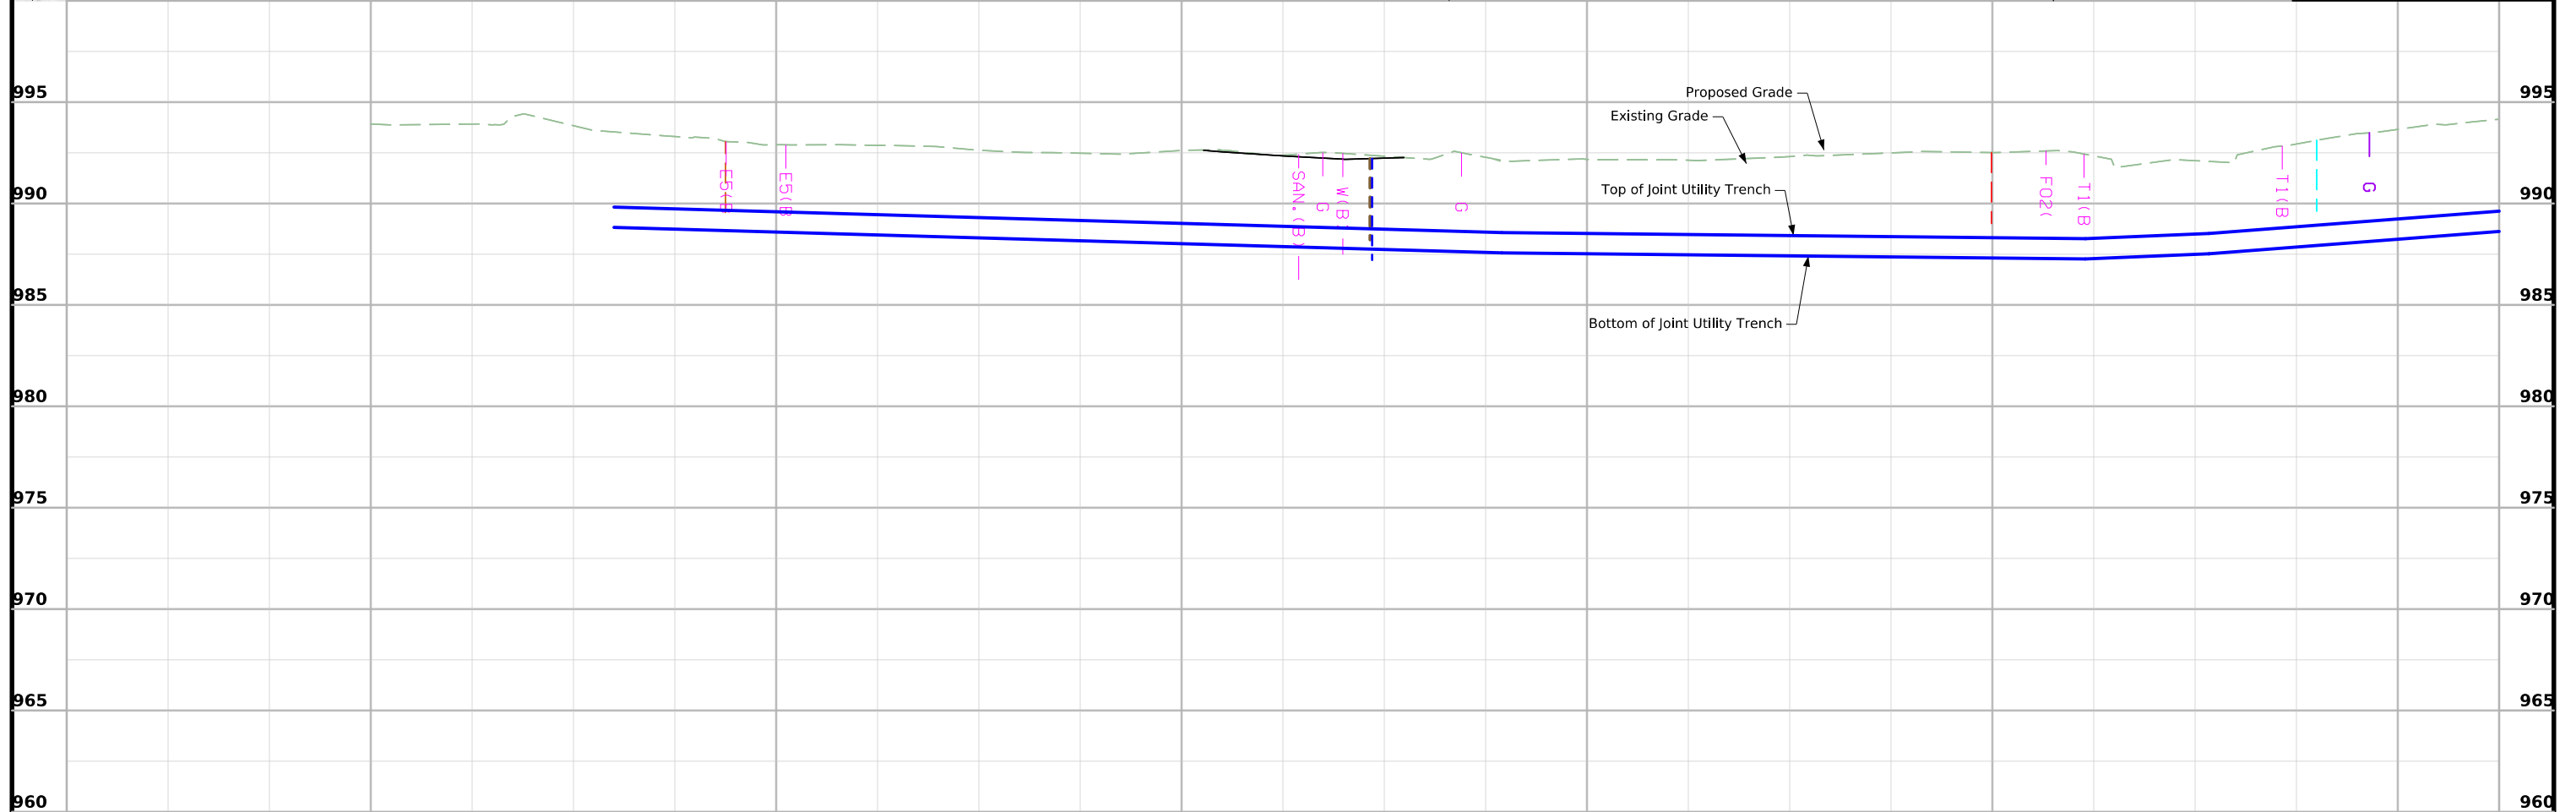 995 995
Proposed Grade
Existing Grade
990
Top of Joint Utility Trench
E5(B
E5(B
SAN. (B )
G
W(B)
G
FO2(
T1(B
T1(B
G
985 985
Bottom of Joint Utility Trench
980 980
975 975
970 970
965 965
960 960
990